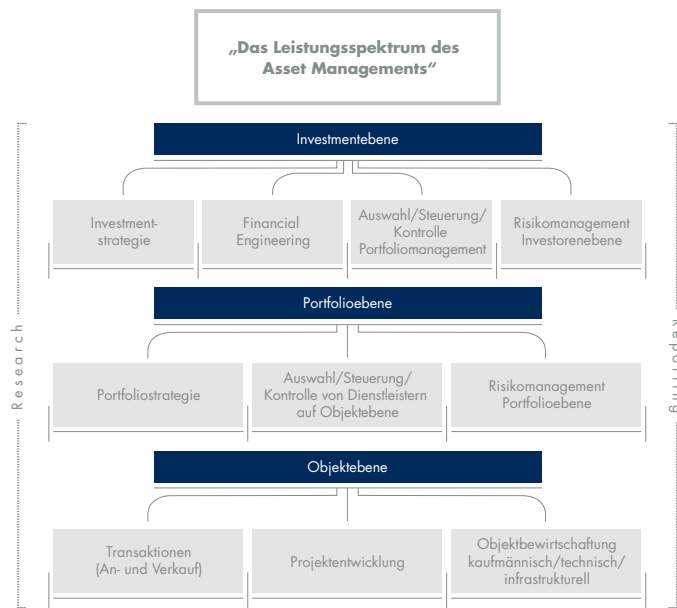 „Das Leistungsspektrum des
Asset Managements“
Investmentebene
Investment-
strategie
Financial
Engineering
Auswahl/Steuerung/
Kontrolle
Portfoliomanagement
Risikomanagement
Investorenebene
Portfolioebene
Portfoliostrategie
Auswahl/Steuerung/
Kontrolle von Dienstleistern
auf Objektebene
Risikomanagement
Portfolioebene
Objektebene
Transaktionen
(An- und Verkauf)
Projektentwicklung
Objektbewirtschaftung
kaufmännisch/technisch/
infrastrukturell
Research
Reporting